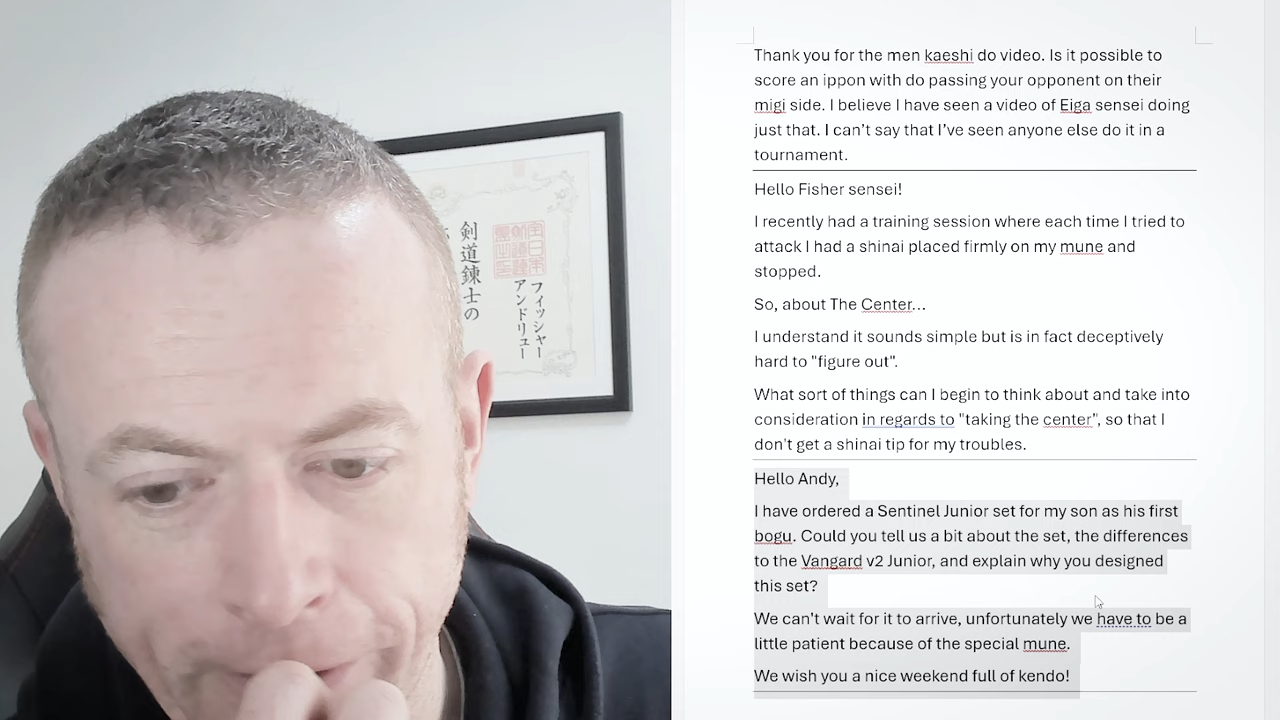 Thank you for the men kaeshi do video. Is it possible to
score an ippon with do passing your opponent on their
migi side. I believe I have seen a video of Eiga sensei doing
just that. I can’t say that I’ve seen anyone else do it in a
tournament.
Hello Fisher sensei!
I recently had a training session where each time I tried to
attack I had a shinai placed firmly on my mune and
stopped.
So, about The Center...
I understand it sounds simple but is in fact deceptively
hard to "figure out".
What sort of things can I begin to think about and take into
consideration in regards to "taking the center", so that I
don't get a shinai tip for my troubles.
Hello Andy,
I have ordered a Sentinel Junior set for my son as his first
bogu. Could you tell us a bit about the set, the differences
to the Vangard v2 Junior, and explain why you designed
this set?
We can't wait for it to arrive, unfortunately we have to be a
little patient because of the special mune.
We wish you a nice weekend full of kendo!
剣道錬士の
フィッシャー
アンドリュー